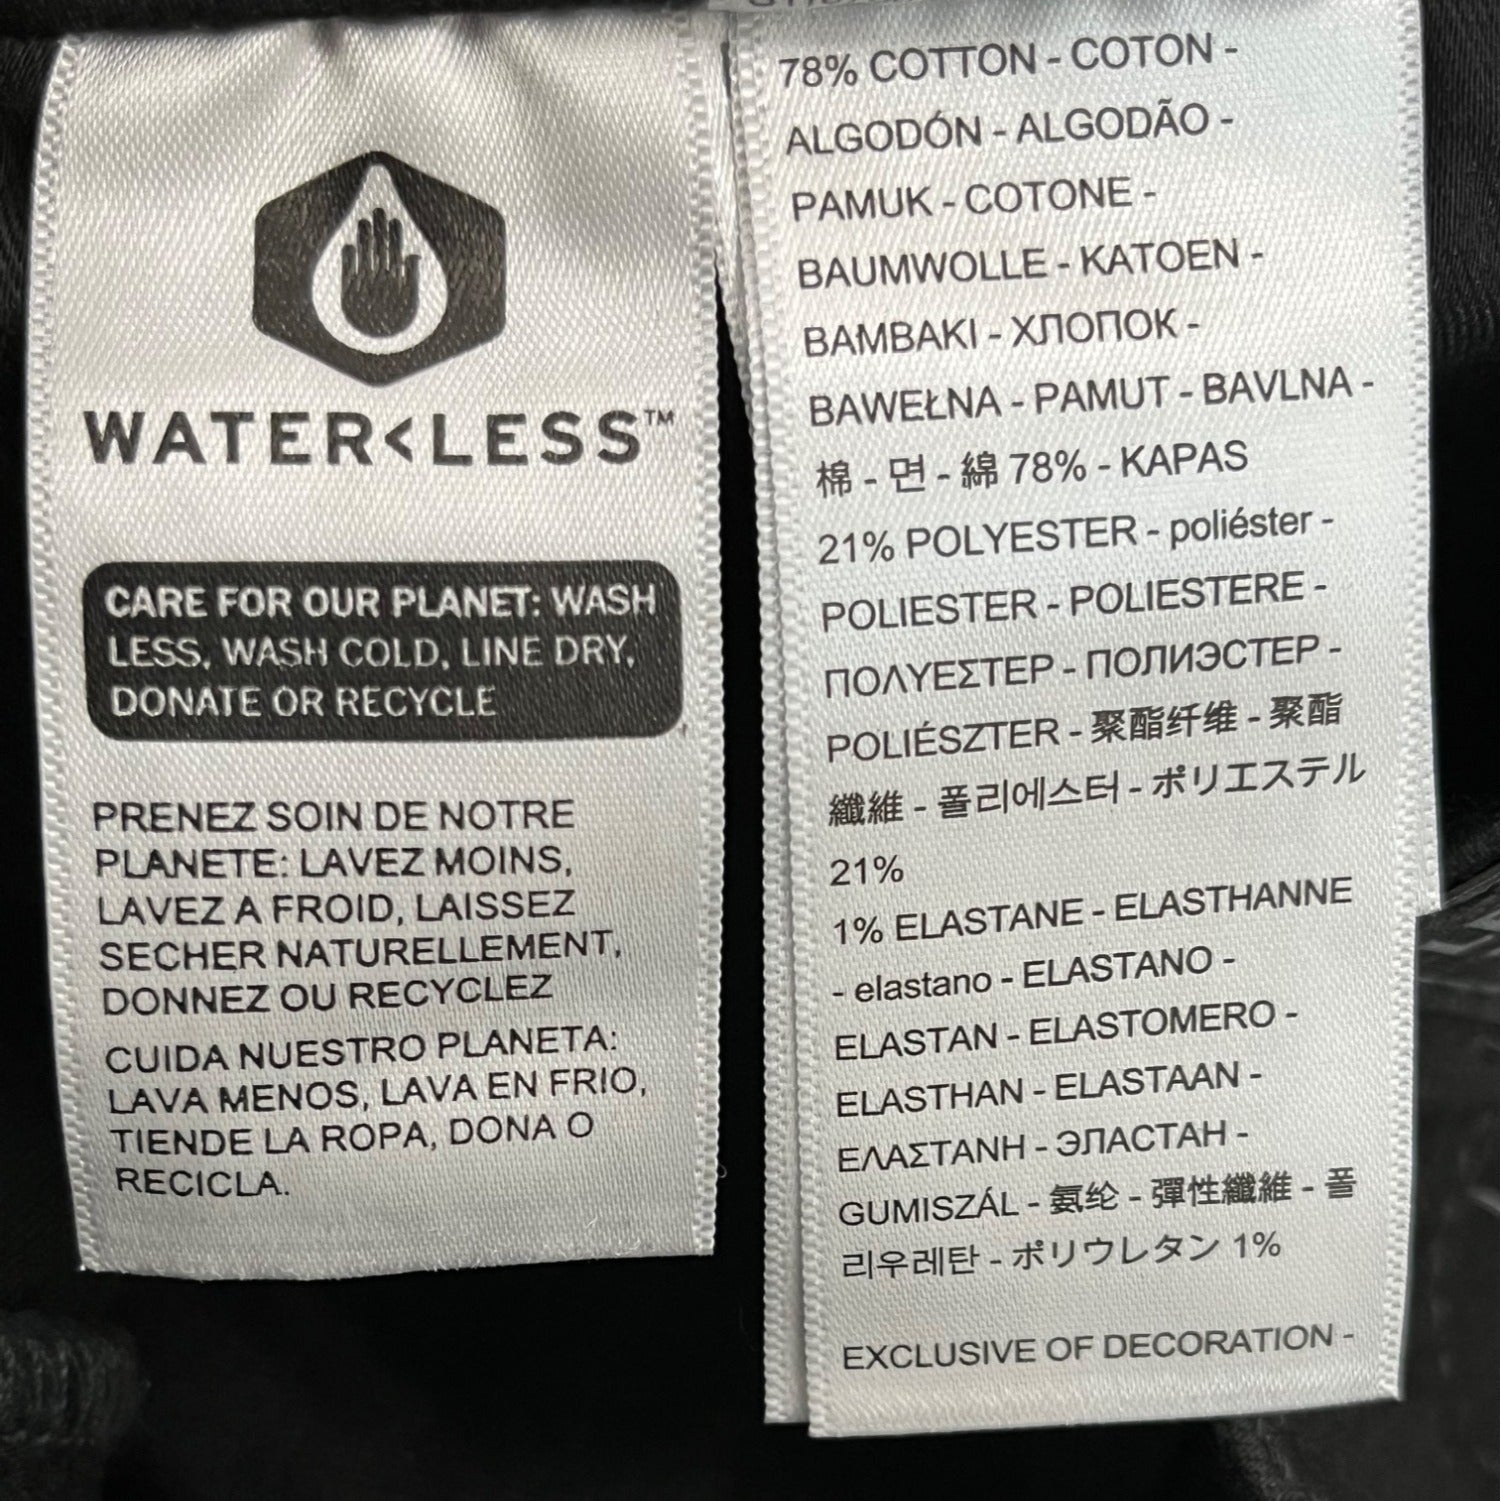 WATER<LESS™
CARE FOR OUR PLANET: WASH
LESS, WASH COLD, LINE DRY,
DONATE OR RECYCLE
PRENEZ SOIN DE NOTRE
PLANETE: LAVEZ MOINS,
LAVEZ A FROID, LAISSEZ
SECHER NATURELLEMENT,
DONNEZ OU RECYCLEZ
CUIDA NUESTRO PLANETA:
LAVA MENOS, LAVA EN FRIO,
TIENDE LA ROPA, DONA O
RECICLA.
78% COTTON - COTON -
ALGODÓN - ALGODÃO -
PAMUK - COTONE -
BAUMWOLLE - KATOEN -
BAMBAKI - ХЛОПОК -
BAWEŁNA - PAMUT - BAVLNA -
棉 - 면 - 綿 78% - KAPAS
21% POLYESTER - poliéster -
POLIESTER - POLIESTERE -
ΠΟΛΥΕΣΤΕΡ - ПОЛИЭСТЕР -
POLIÉSZTER - 聚酯纤维 - 聚酯
纖維 - 폴리에스터 - ポリエステル
21%
1% ELASTANE - ELASTHANNE
- elastano - ELASTANO -
ELASTAN - ELASTOMERO -
ELASTHAN - ELASTAAN -
ΕΛΑΣΤΑΝΗ - ЭЛАСТАН -
GUMISZÁL - 氨纶 - 彈性纖維 - 폴
리우레탄 - ポリウレタン 1%
EXCLUSIVE OF DECORATION -